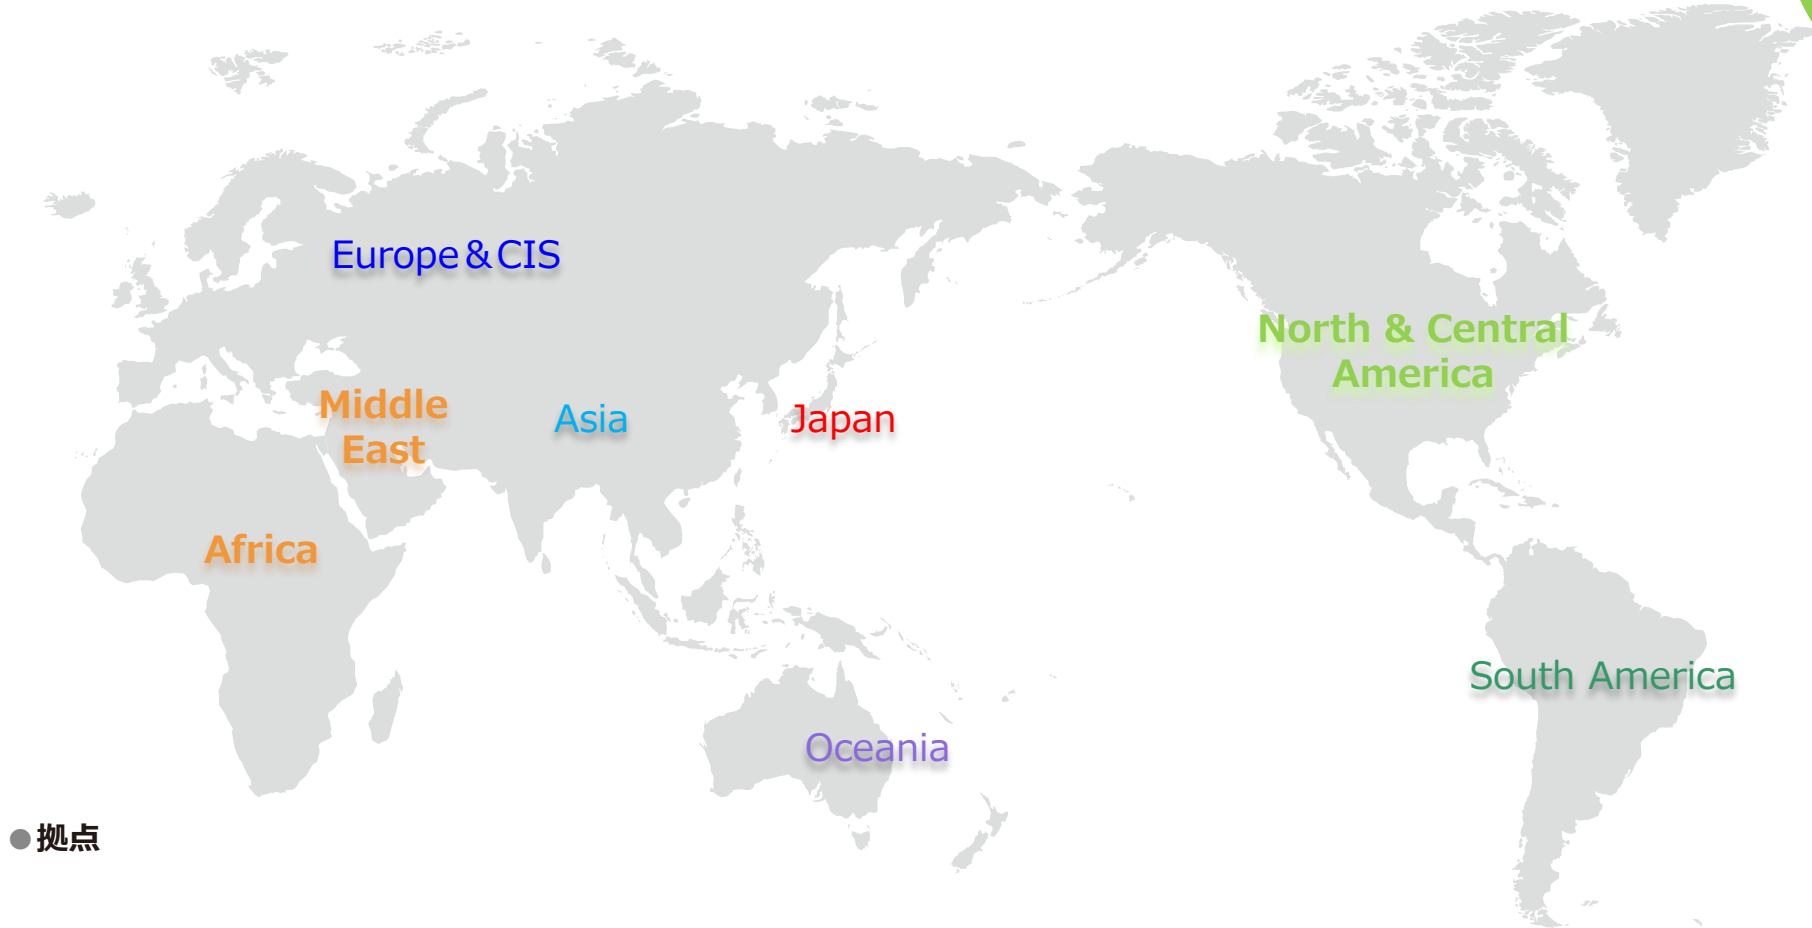 Europe＆CIS
North & Central
America
Middle
East
Asia
Japan
Africa
South America
Oceania
●拠点